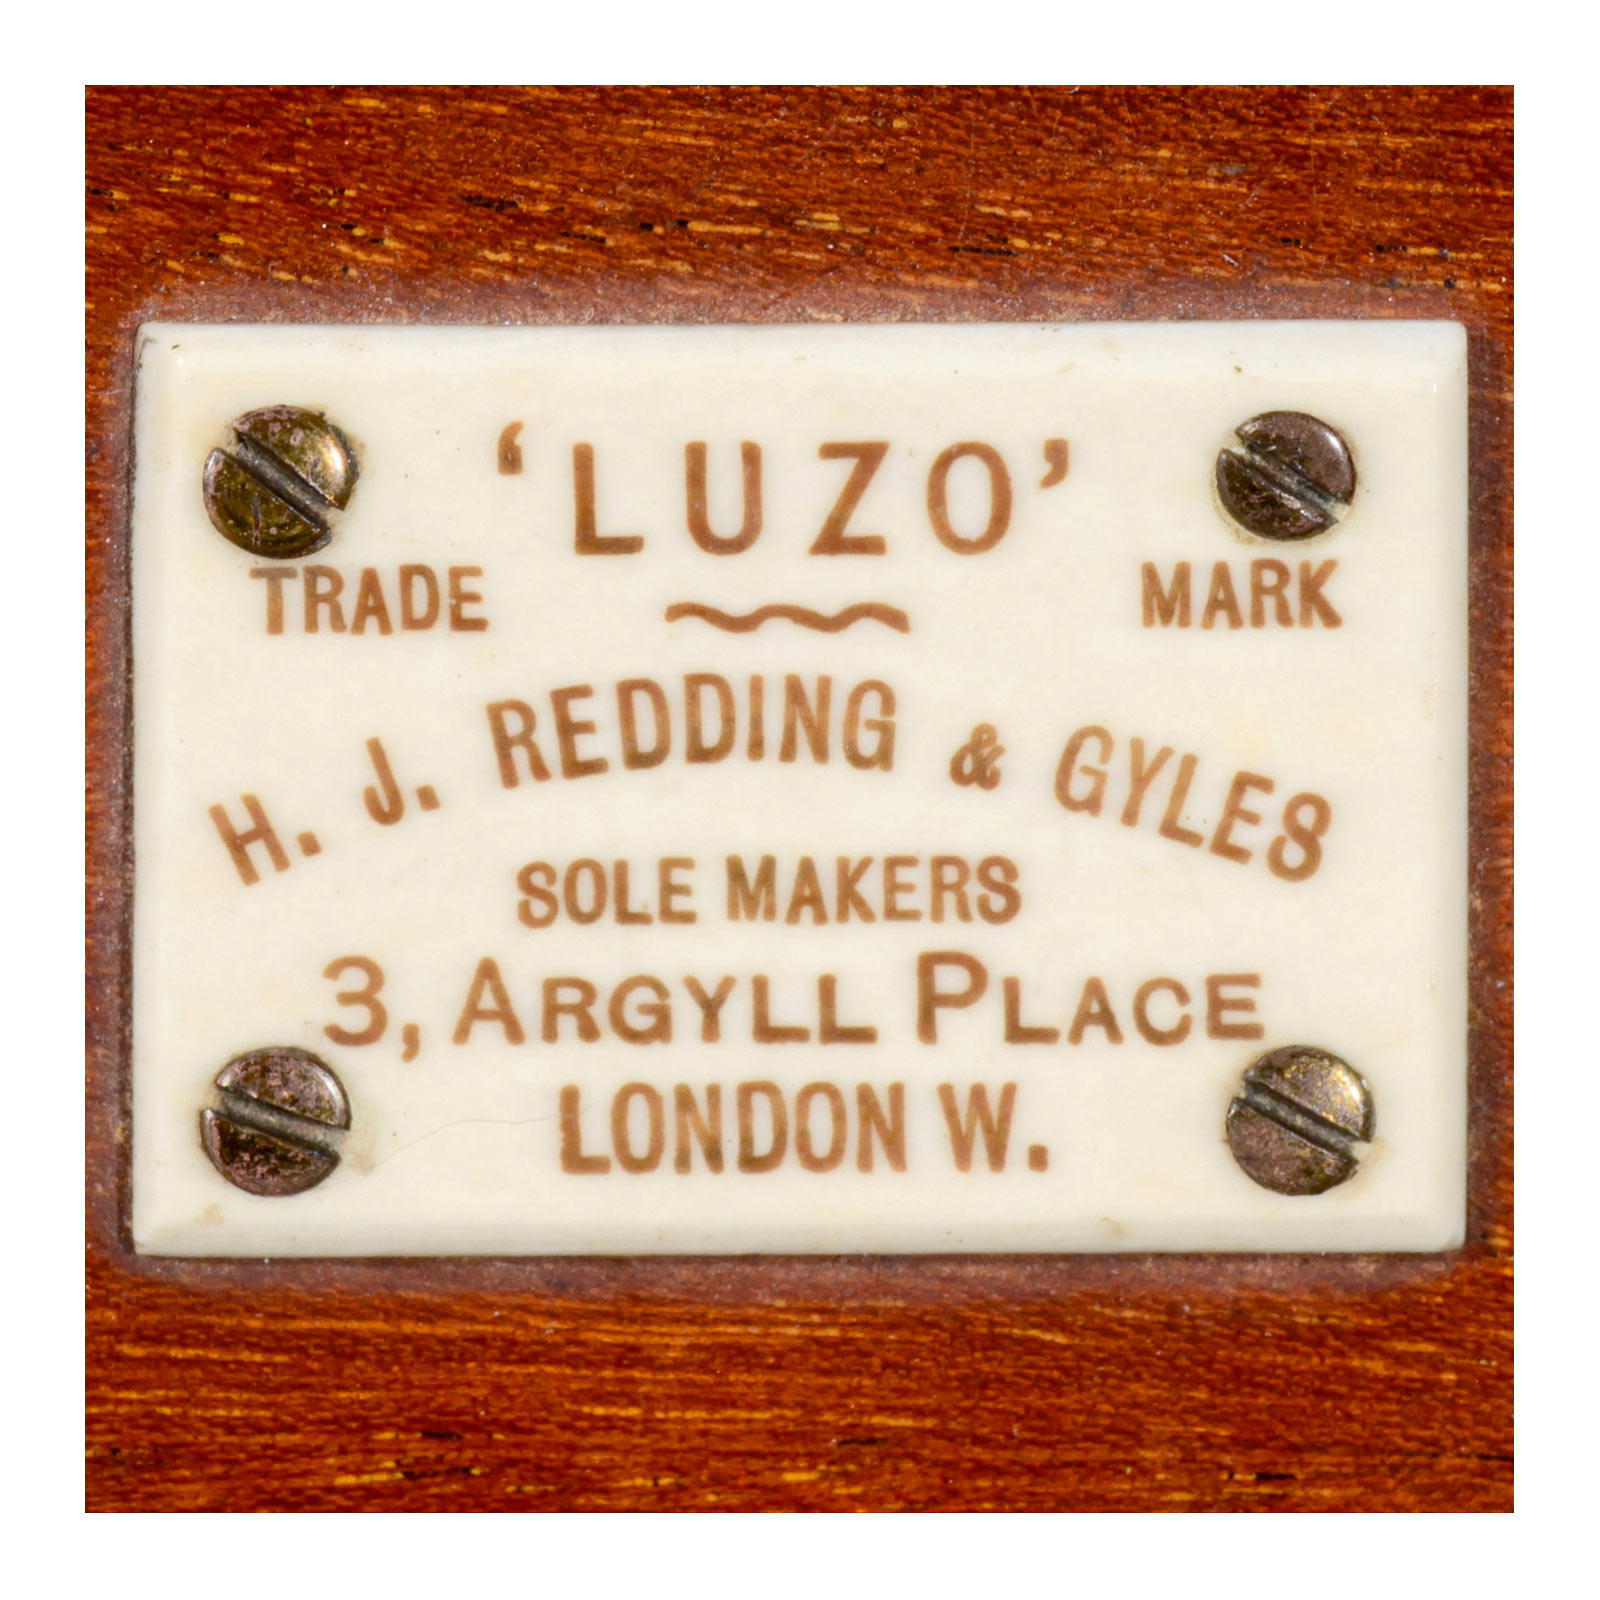 ‘LUZO’
TRADE MARK
H. J. REDDING & GYLES
SOLE MAKERS
3, ARGYLL PLACE
LONDON W.